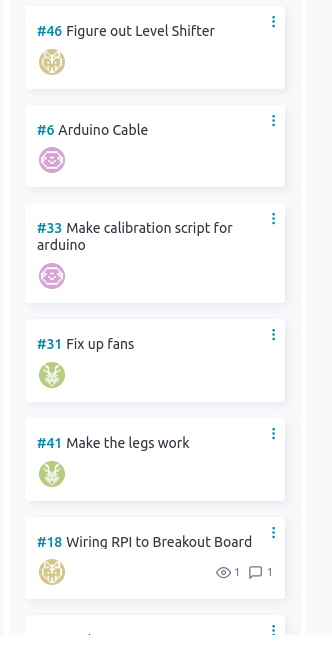 #46 Figure out Level Shifter
#6 Arduino Cable
#33 Make calibration script for
arduino
#31 Fix up fans
#41 Make the legs work
#18 Wiring RPI to Breakout Board
1 1